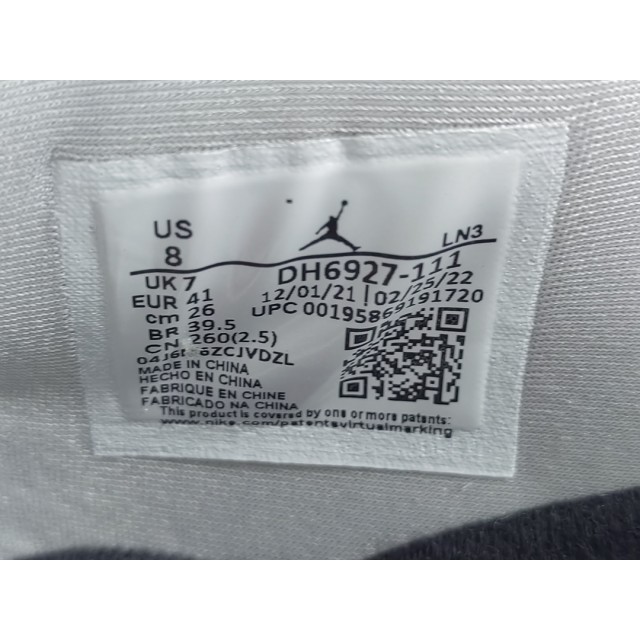 US
8
UK 7
EUR 41
cm 26
BR 39.5
CN 260(2.5)
LN3
DH6927-111
12/01/21 | 02/25/22
UPC 00195869191720
MADE IN CHINA
HECHO EN CHINA
FABRIQUE EN CHINE
FABRICADO NA CHINA
This product is covered by one or more patents:
www.nike.com/patentsvirtualmarking